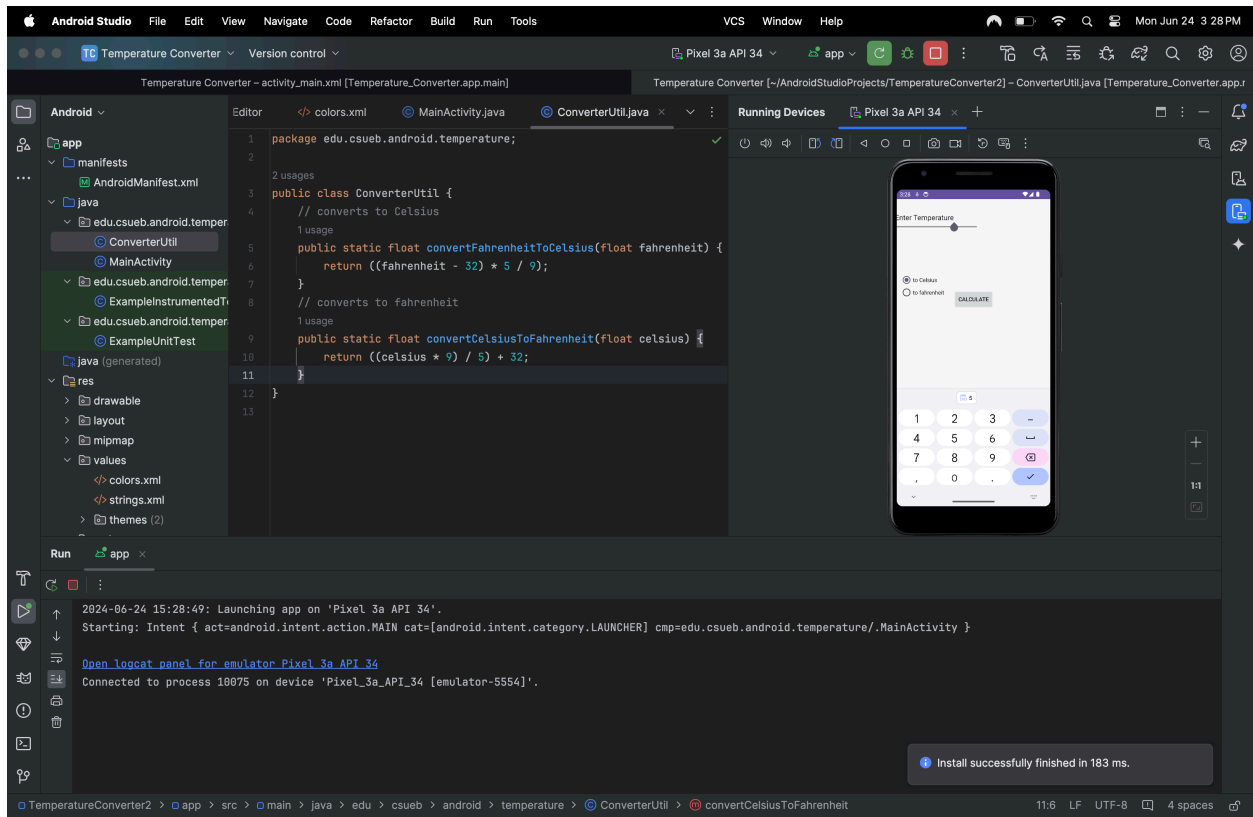 Android Studio File Edit View Navigate Code Refactor Build Run Tools VCS Window Help Mon Jun 24 3 28 PM
TC Temperature Converter Version control Pixel 3a API 34 app
Temperature Converter – activity_main.xml [Temperature_Converter.app.main] Temperature Converter [~/AndroidStudioProjects/TemperatureConverter2] – ConverterUtil.java [Temperature_Converter.app.r
Android
Editor colors.xml MainActivity.java ConverterUtil.java
Running Devices Pixel 3a API 34
app
manifests
AndroidManifest.xml
java
edu.csueb.android.temper
ConverterUtil
MainActivity
edu.csueb.android.temper
ExampleInstrumentedT
edu.csueb.android.temper
ExampleUnitTest
java (generated)
res
drawable
layout
mipmap
values
colors.xml
strings.xml
themes (2)
1 package edu.csueb.android.temperature;
2
2 usages
3 public class ConverterUtil {
4 // converts to Celsius
1 usage
5 public static float convertFahrenheitToCelsius(float fahrenheit) {
6 return ((fahrenheit - 32) * 5 / 9);
7 }
8 // converts to fahrenheit
1 usage
9 public static float convertCelsiusToFahrenheit(float celsius) {
10 return ((celsius * 9) / 5) + 32;
11 }
12 }
13
3:28
Enter Temperature
to Celsius
to fahrenheit
CALCULATE
5
1 2 3 –
4 5 6
7 8 9
, 0 .
1:1
Run app
2024-06-24 15:28:49: Launching app on 'Pixel 3a API 34'.
Starting: Intent { act=android.intent.action.MAIN cat=[android.intent.category.LAUNCHER] cmp=edu.csueb.android.temperature/.MainActivity }
Open logcat panel for emulator Pixel 3a API 34
Connected to process 10075 on device 'Pixel_3a_API_34 [emulator-5554]'.
Install successfully finished in 183 ms.
TemperatureConverter2 > app > src > main > java > edu > csueb > android > temperature > ConverterUtil > convertCelsiusToFahrenheit 11:6 LF UTF-8 4 spaces